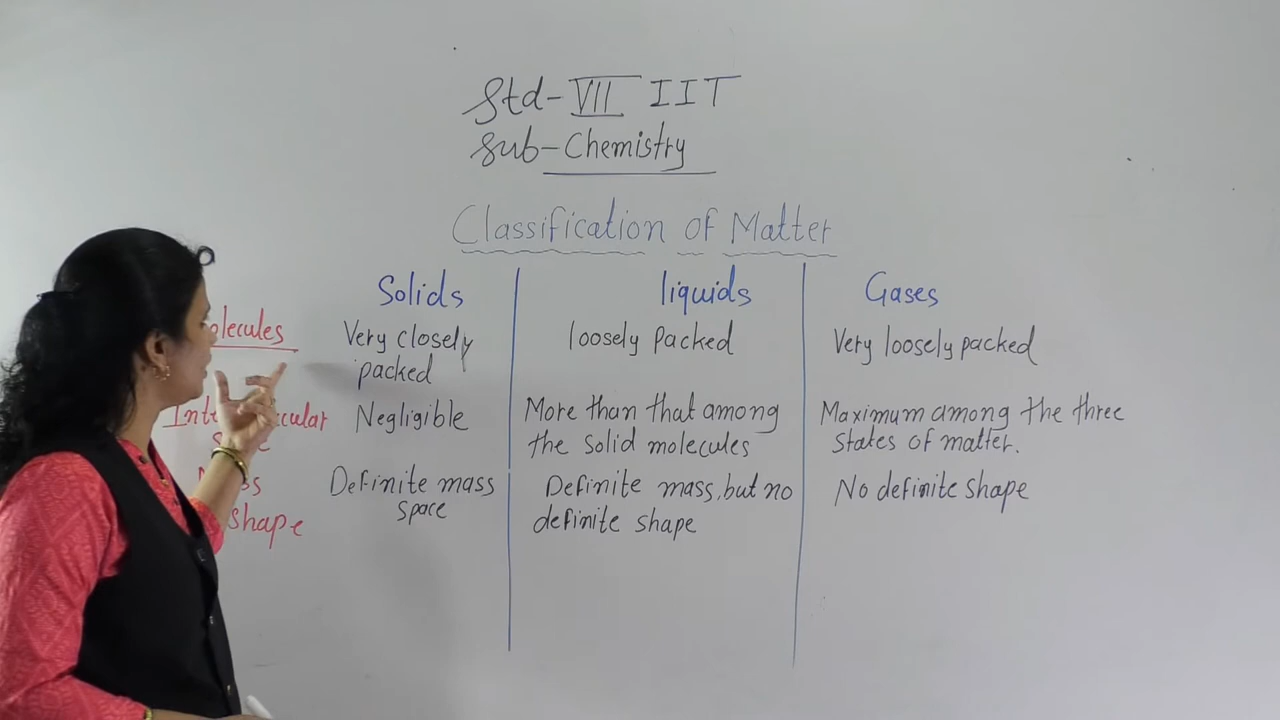 Std- VII IIT
Sub- Chemistry
Classification of Matter
Solids liquids Gases
Very closely packed
loosely packed
Very loosely packed
Negligible
More than that among
the solid molecules
Maximum among the three
states of matter.
Definite mass
space
Definite mass, but no
definite shape
No definite shape
shape